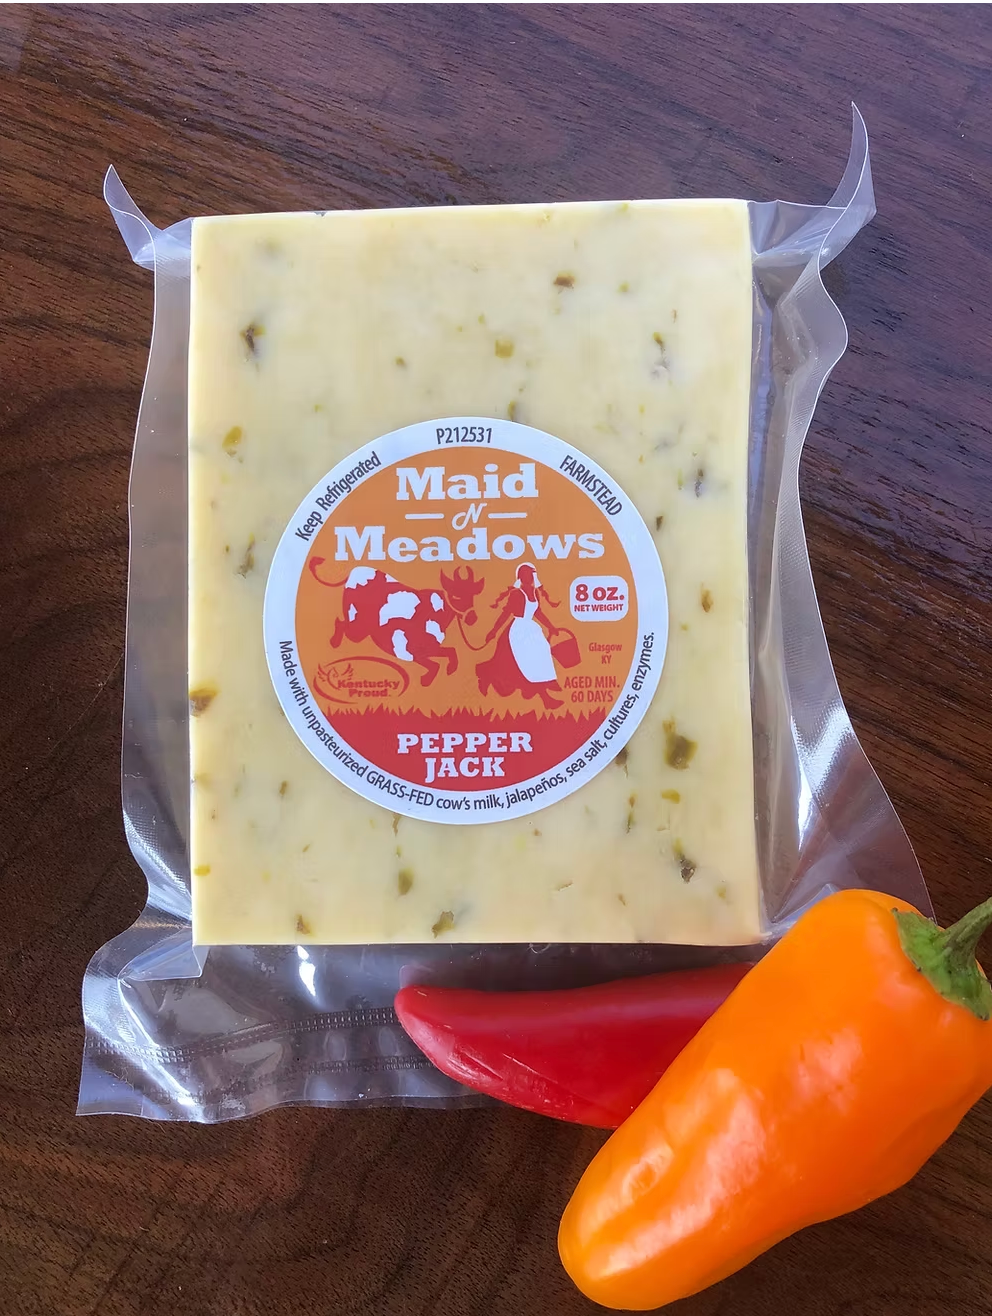 P212531
Keep Refrigerated
FARMSTEAD
Maid
N
Meadows
8 oz.
NET WEIGHT
Glasgow
KY
Kentucky
Proud
AGED MIN.
60 DAYS
PEPPER
JACK
Made with unpasteurized GRASS-FED cow's milk, jalapeños, sea salt, cultures, enzymes.